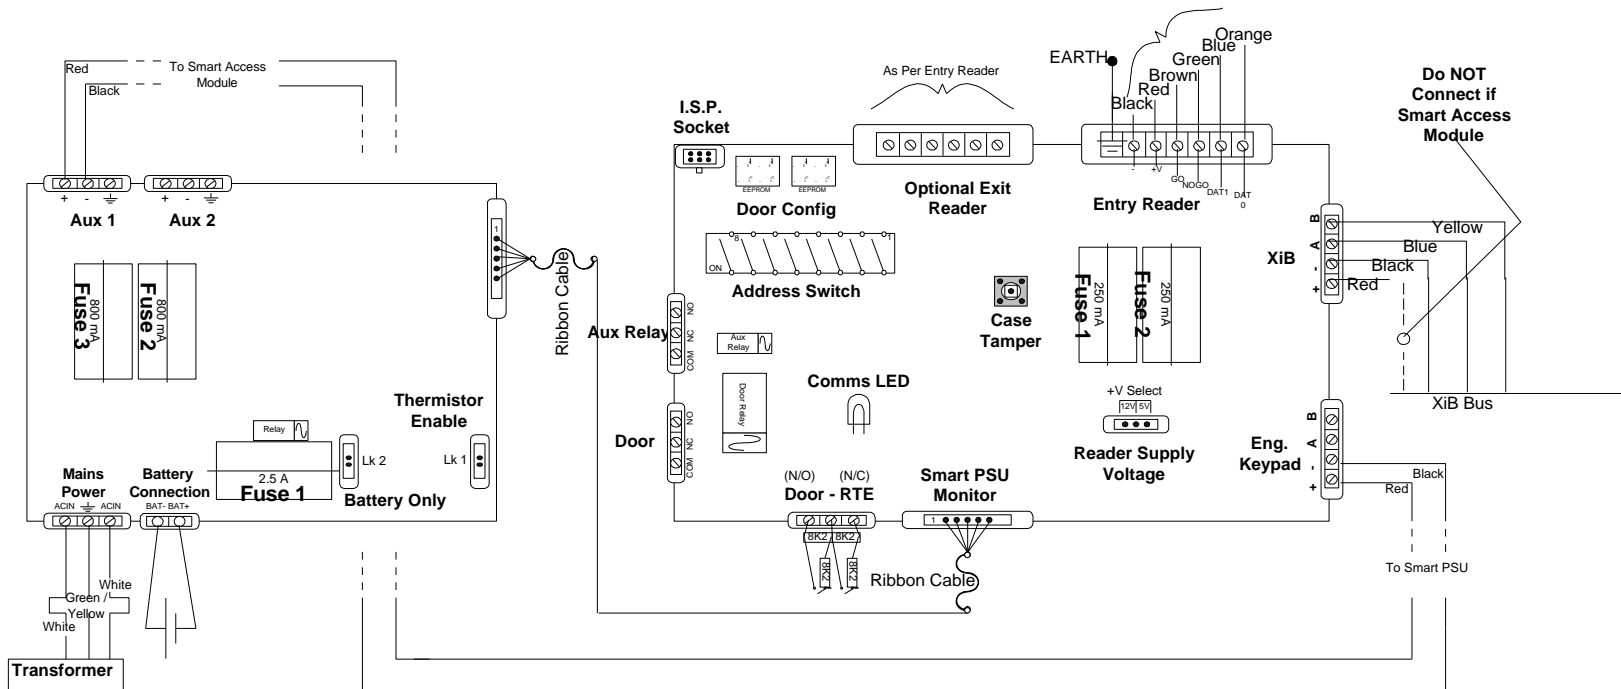 Red
To Smart Access
Module
Black
+
-
+
-
Aux 1
Aux 2
1
Fuse 3
800 mA
Fuse 2
800 mA
Ribbon Cable
Thermistor
Enable
Relay
Lk 2
Lk 1
2.5 A
Fuse 1
Battery Only
Mains
Power
Battery
Connection
ACIN
ACIN
BAT-
BAT+
White
Green /
Yellow
White
Transformer
I.S.P.
Socket
EEPROM
EEPROM
Door Config
8
1
ON
Address Switch
As Per Entry Reader
Optional Exit
Reader
EARTH
Black
Red
Brown
Green
Blue
Orange
-
+V
GO
NOGO
DAT1
DAT
0
Entry Reader
Do NOT
Connect if
Smart Access
Module
B
A
-
+
XiB
Yellow
Blue
Black
Red
XiB Bus
Aux Relay
NO
NC
COM
Aux
Relay
Door
NO
NC
COM
Door Relay
Case
Tamper
Fuse 1
250 mA
Fuse 2
250 mA
Comms LED
+V Select
12V
5V
Reader Supply
Voltage
B
A
-
+
Eng.
Keypad
Black
Red
To Smart PSU
(N/O)
(N/C)
Door - RTE
8K2
8K2
8K2
8K2
Smart PSU
Monitor
1
Ribbon Cable